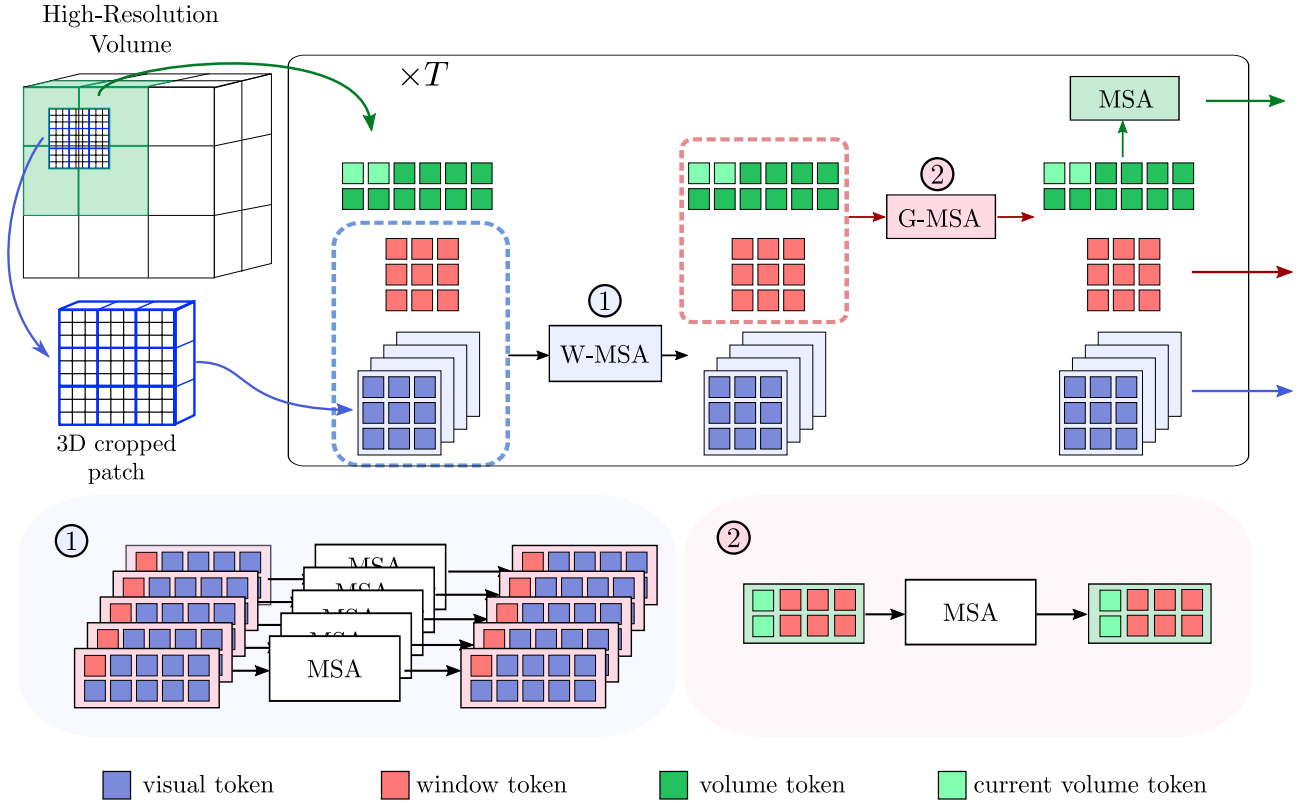 High-Resolution
Volume
×T
MSA
2
G-MSA
1
W-MSA
3D cropped
patch
1
MSA
MSA
MSA
MSA
MSA
2
MSA
visual token
window token
volume token
current volume token